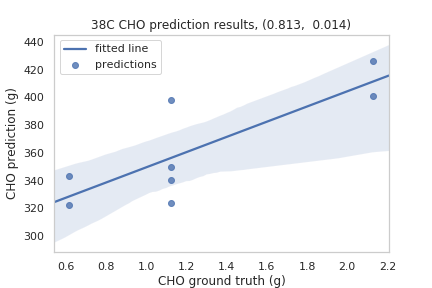 38C CHO prediction results, (0.813,  0.014)
fitted line
predictions
CHO prediction (g)
440
420
400
380
360
340
320
300
0.6 0.8 1.0 1.2 1.4 1.6 1.8 2.0 2.2
CHO ground truth (g)